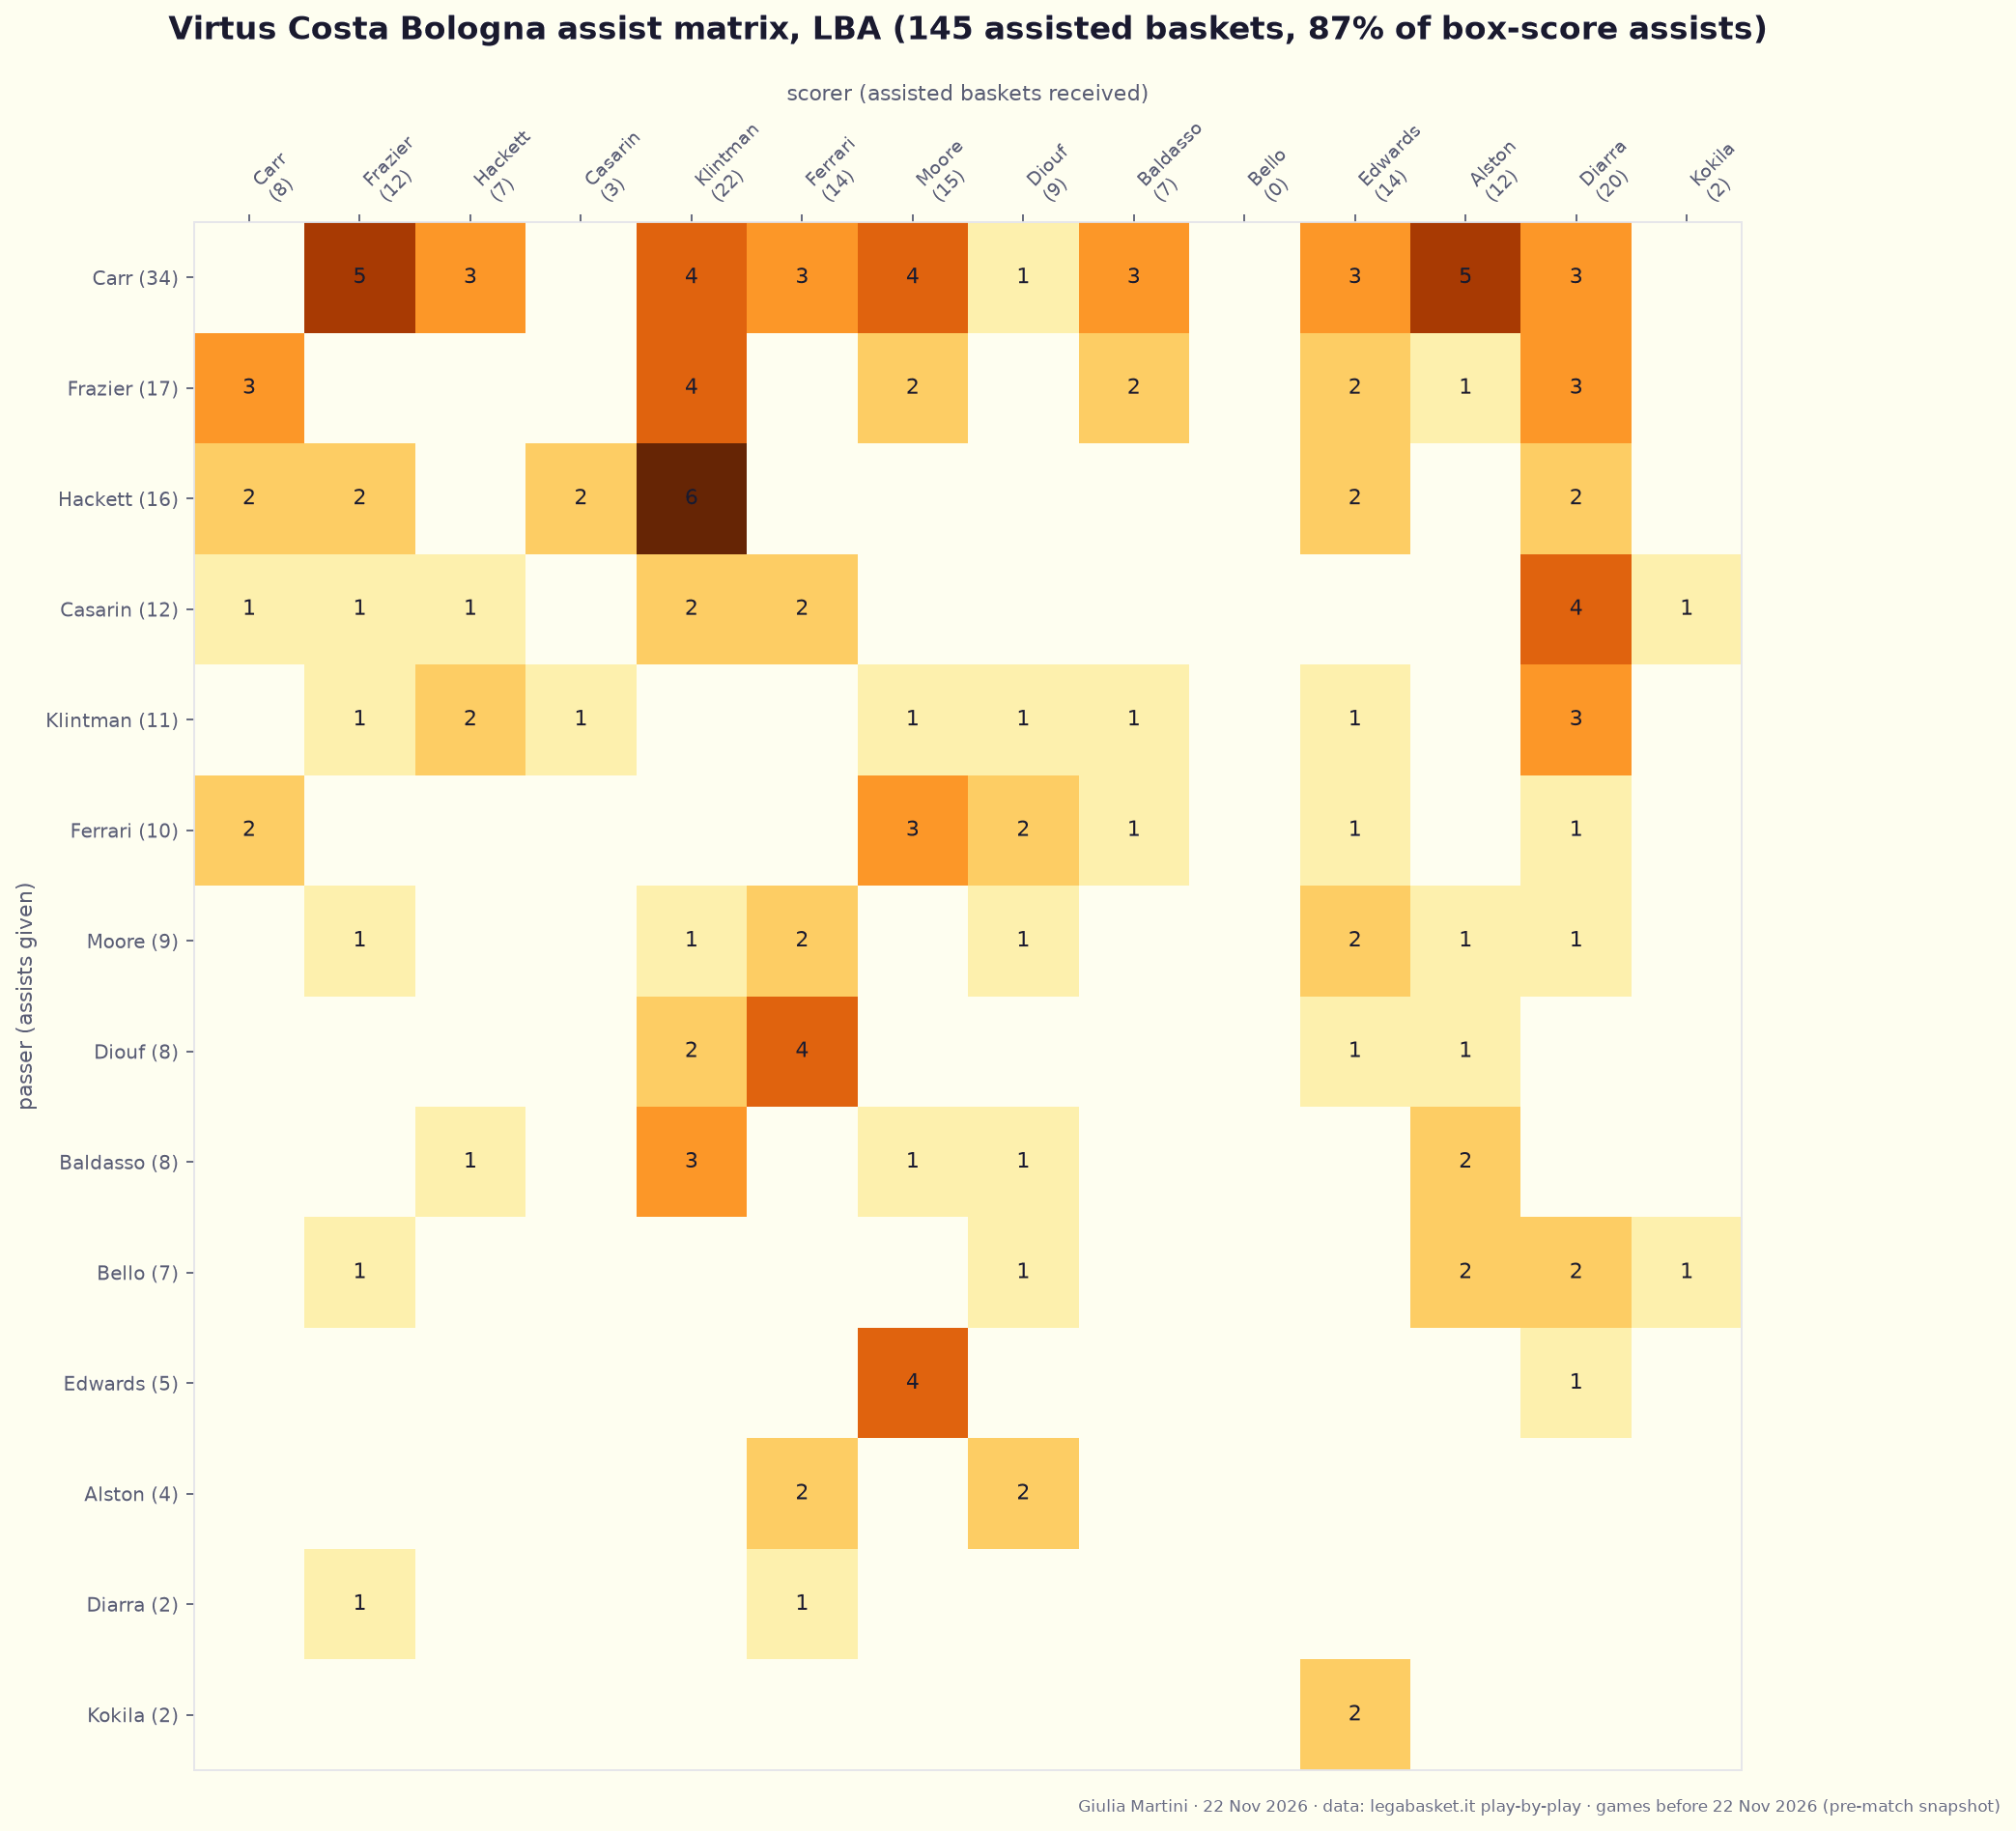 Virtus Costa Bologna assist matrix, LBA (145 assisted baskets, 87% of box-score assists)
scorer (assisted baskets received)
Carr (8)
Frazier (12)
Hackett (7)
Casarin (3)
Klintman (22)
Ferrari (14)
Moore (15)
Diouf (9)
Baldasso (7)
Bello (0)
Edwards (14)
Alston (12)
Diarra (20)
Kokila (2)
passer (assists given)
Carr (34) 5 3 4 3 4 1 3 3 5 3
Frazier (17) 3 4 2 2 2 1 3
Hackett (16) 2 2 2 6 2 2
Casarin (12) 1 1 1 2 2 4 1
Klintman (11) 1 2 1 1 1 1 1 3
Ferrari (10) 2 3 2 1 1 1
Moore (9) 1 1 2 1 2 1 1
Diouf (8) 2 4 1 1
Baldasso (8) 1 3 1 1 2
Bello (7) 1 1 2 2 1
Edwards (5) 4 1
Alston (4) 2 2
Diarra (2) 1 1
Kokila (2) 2
Giulia Martini · 22 Nov 2026 · data: legabasket.it play-by-play · games before 22 Nov 2026 (pre-match snapshot)